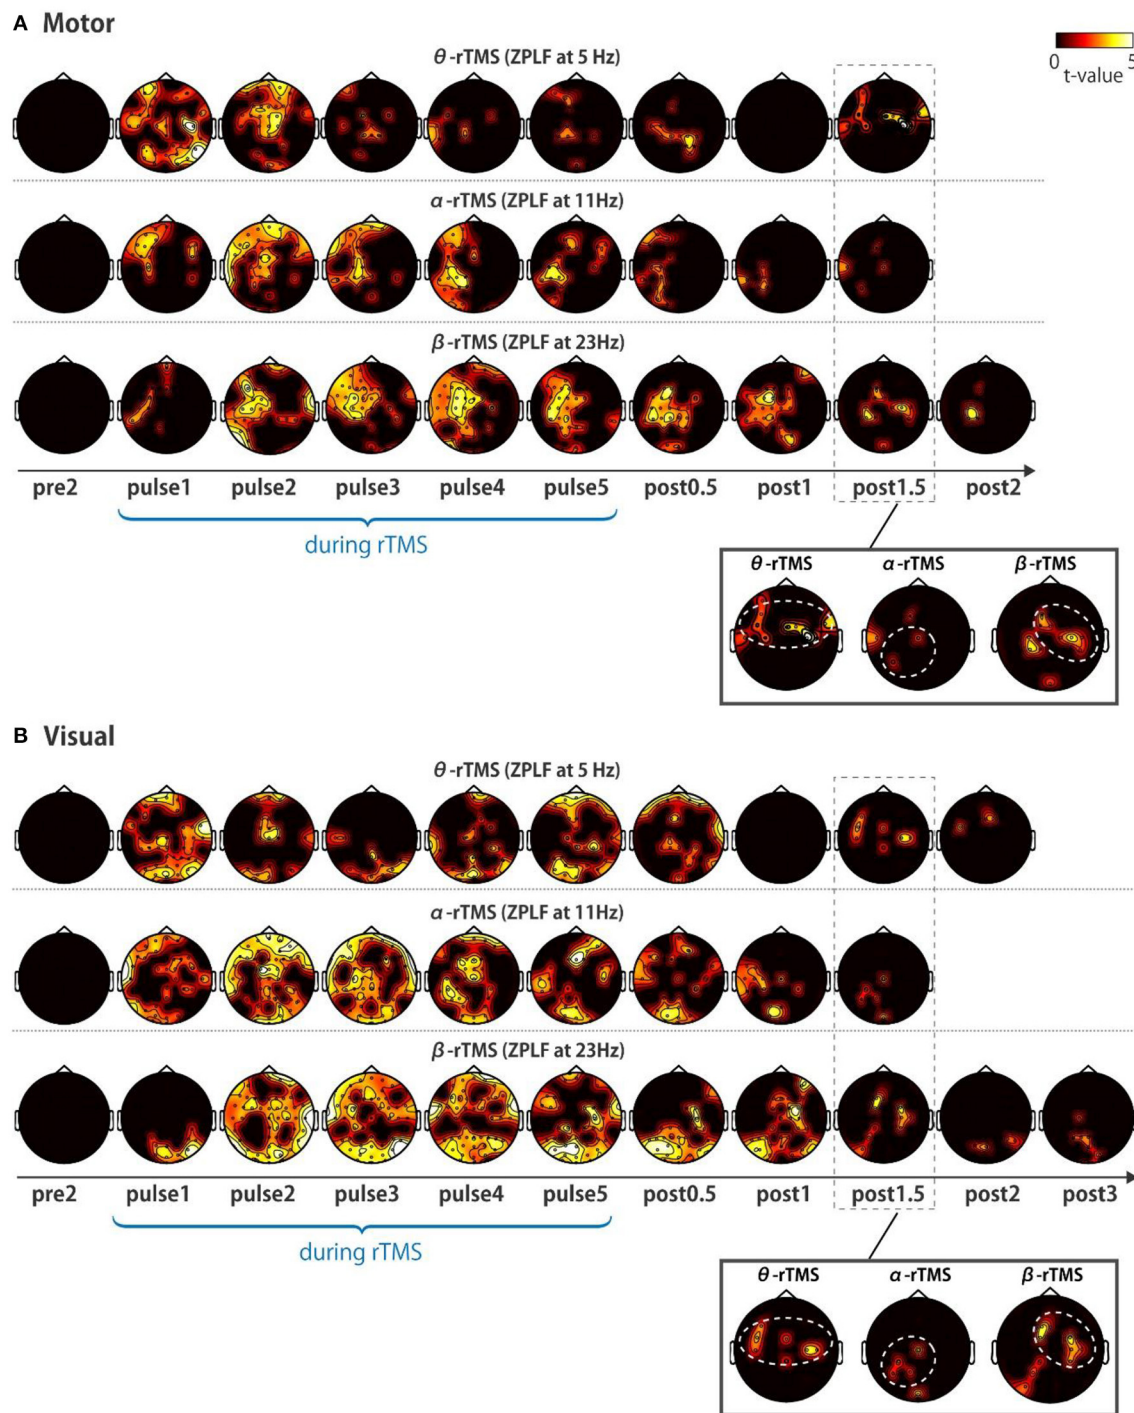 A Motor
θ-rTMS (ZPLF at 5 Hz)
0 5
t-value
α-rTMS (ZPLF at 11Hz)
β-rTMS (ZPLF at 23Hz)
pre2 pulse1 pulse2 pulse3 pulse4 pulse5 post0.5 post1 post1.5 post2
during rTMS
θ-rTMS α-rTMS β-rTMS
B Visual
θ-rTMS (ZPLF at 5 Hz)
α-rTMS (ZPLF at 11Hz)
β-rTMS (ZPLF at 23Hz)
pre2 pulse1 pulse2 pulse3 pulse4 pulse5 post0.5 post1 post1.5 post2 post3
during rTMS
θ-rTMS α-rTMS β-rTMS